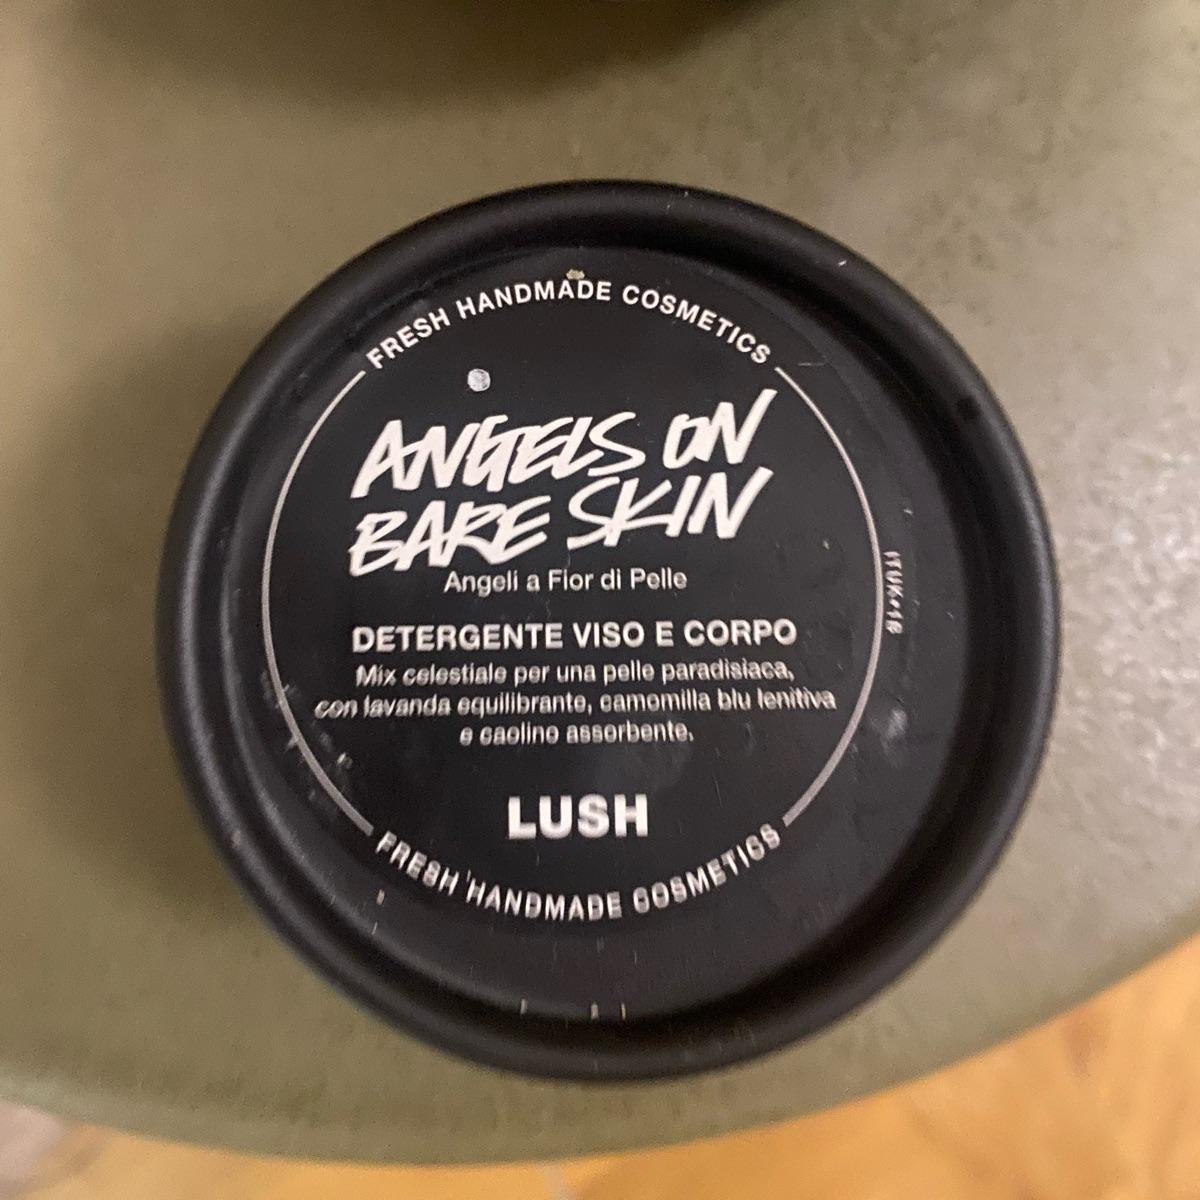 FRESH HANDMADE COSMETICS
ANGELS ON
BARE SKIN
Angeli a Fior di Pelle
DETERGENTE VISO E CORPO
Mix celestiale per una pelle paradisiaca,
con lavanda equilibrante, camomilla blu lenitiva
e caolino assorbente.
LUSH
FRESH HANDMADE COSMETICS